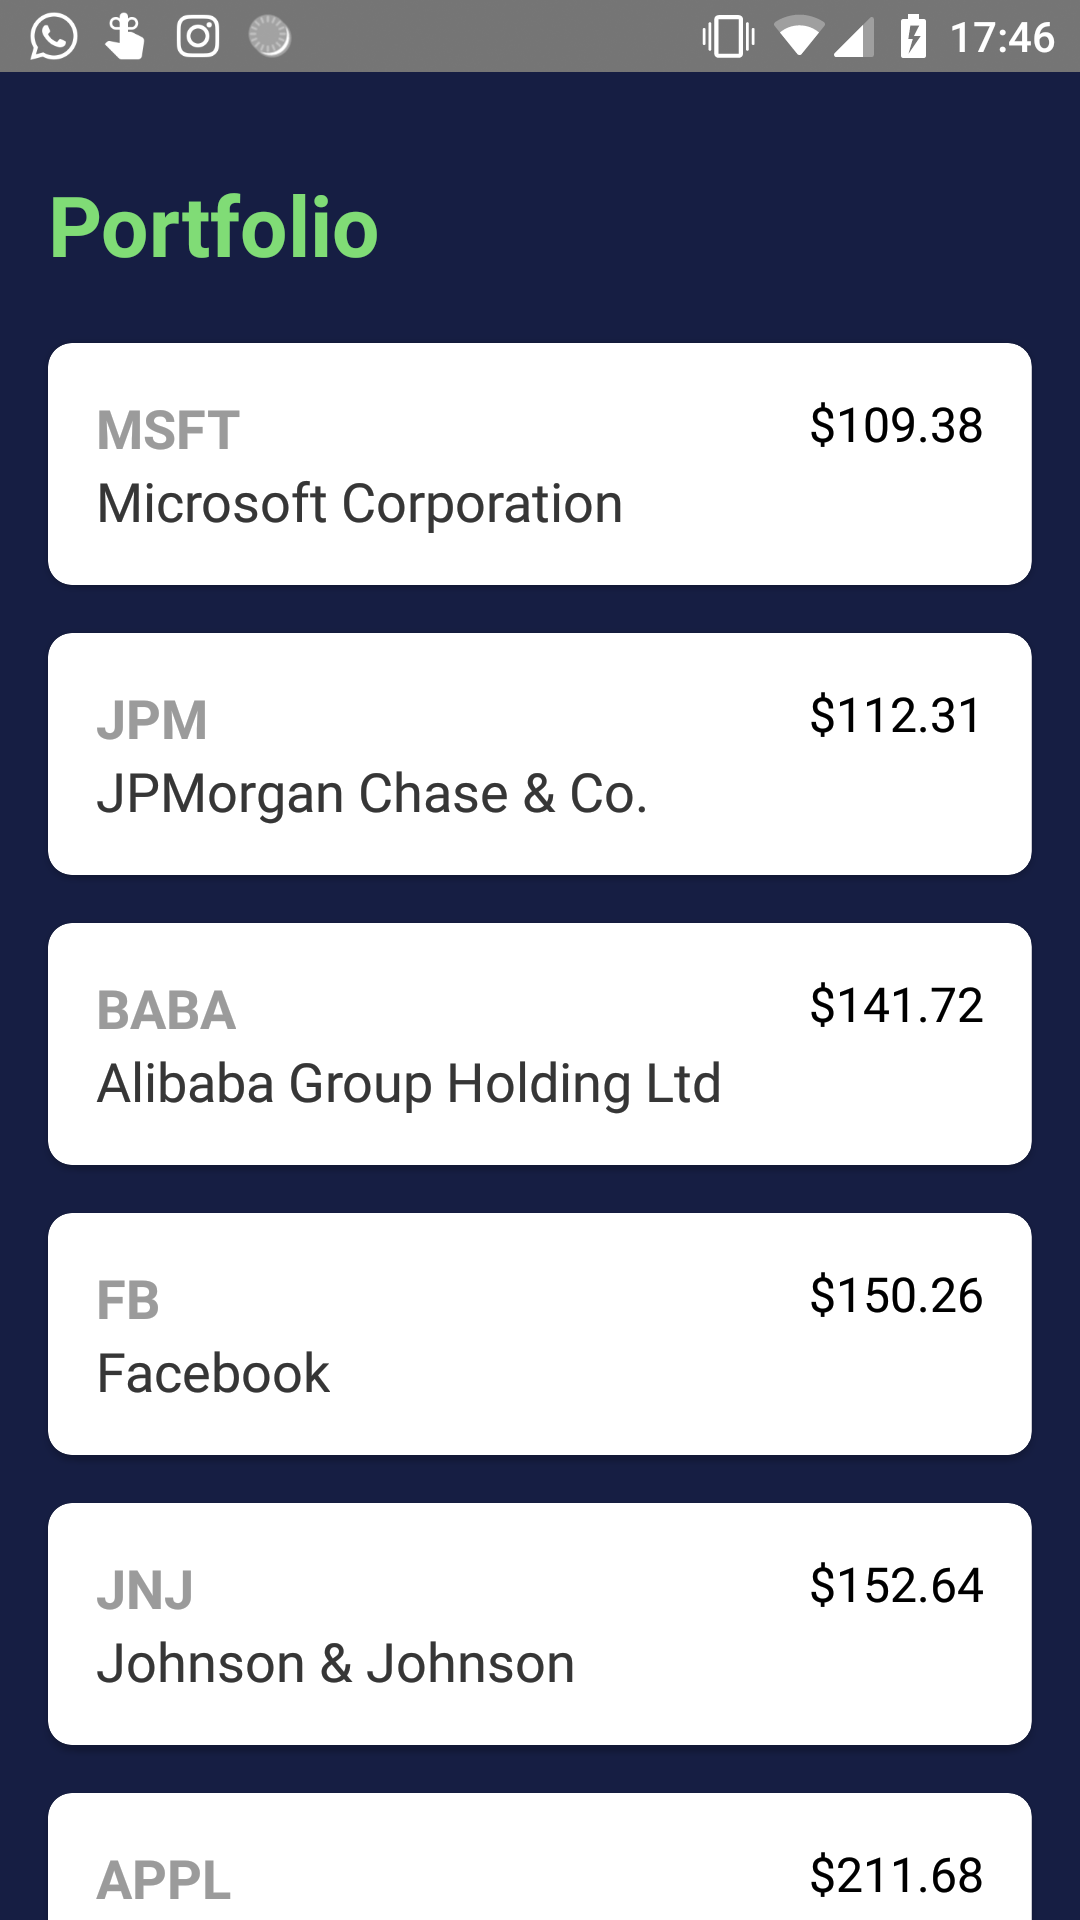 17:46
Portfolio
MSFT $109.38
Microsoft Corporation
JPM $112.31
JPMorgan Chase & Co.
BABA $141.72
Alibaba Group Holding Ltd
FB $150.26
Facebook
JNJ $152.64
Johnson & Johnson
APPL $211.68